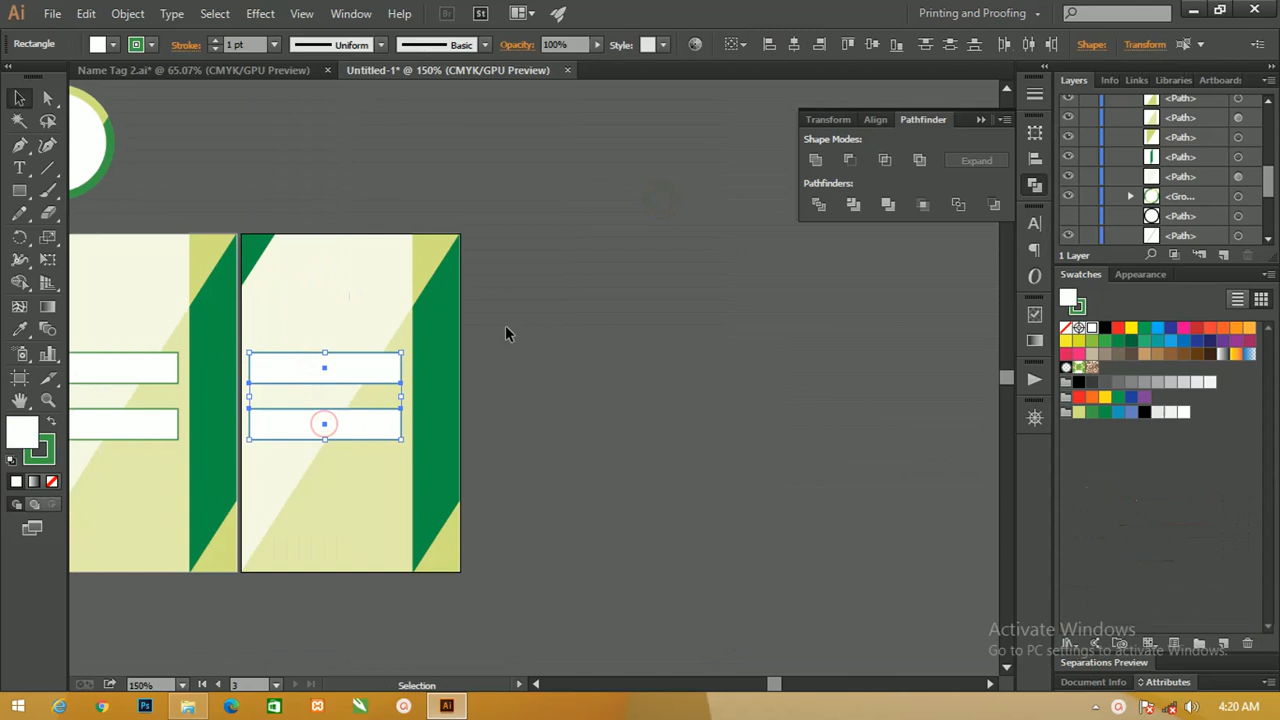 Ai File Edit Object Type Select Effect View Window Help Br St Printing and Proofing
Rectangle Stroke: 1 pt Uniform Basic Opacity: 100% Style: Shape: Transform
Name Tag 2.ai* @ 65.07% (CMYK/GPU Preview) × Untitled-1* @ 150% (CMYK/GPU Preview) ×
Layers Info Links Libraries Artboards
<Path>
<Path>
<Path>
<Path>
<Path>
<Gro...
<Path>
<Path>
1 Layer
Transform Align Pathfinder
Shape Modes:
Expand
Pathfinders:
Swatches Appearance
Activate Windows
Go to PC settings to activate Windows.
Separations Preview
Document Info Attributes
150% 3 Selection
Ps Ai 4:20 AM